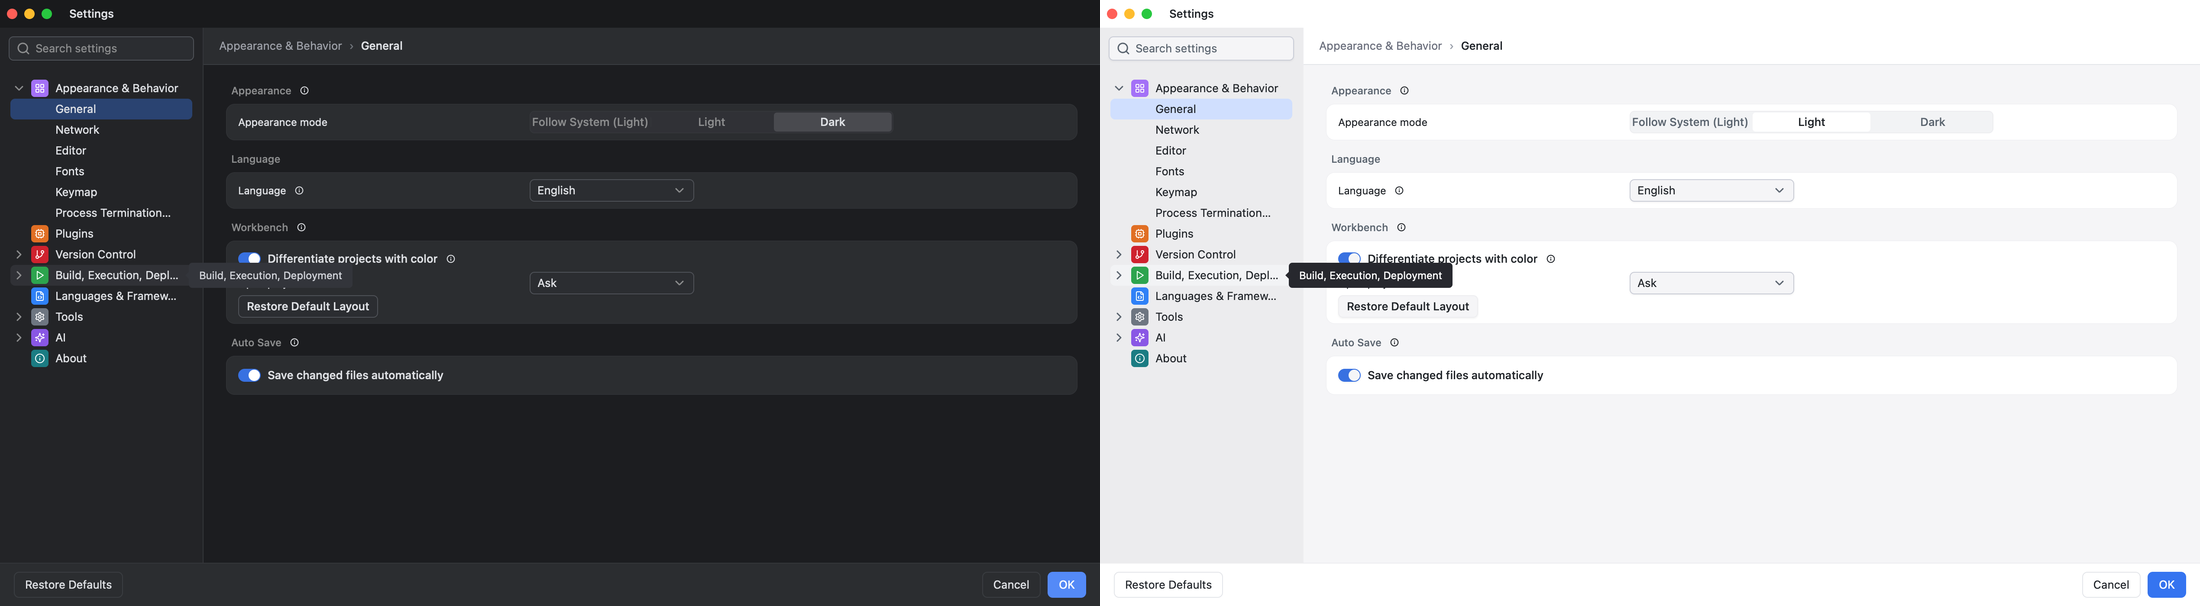 Settings
Search settings
Appearance & Behavior
General
Network
Editor
Fonts
Keymap
Process Termination...
Plugins
Version Control
Build, Execution, Depl...
Languages & Framew...
Tools
AI
About
Appearance & Behavior › General
Appearance
Appearance mode Follow System (Light) Light Dark
Language
Language English
Workbench
Differentiate projects with color
Build, Execution, Deployment
Ask
Restore Default Layout
Auto Save
Save changed files automatically
Restore Defaults Cancel OK
Settings
Search settings
Appearance & Behavior
General
Network
Editor
Fonts
Keymap
Process Termination...
Plugins
Version Control
Build, Execution, Depl...
Languages & Framew...
Tools
AI
About
Appearance & Behavior › General
Appearance
Appearance mode Follow System (Light) Light Dark
Language
Language English
Workbench
Differentiate projects with color
Build, Execution, Deployment
Ask
Restore Default Layout
Auto Save
Save changed files automatically
Restore Defaults Cancel OK